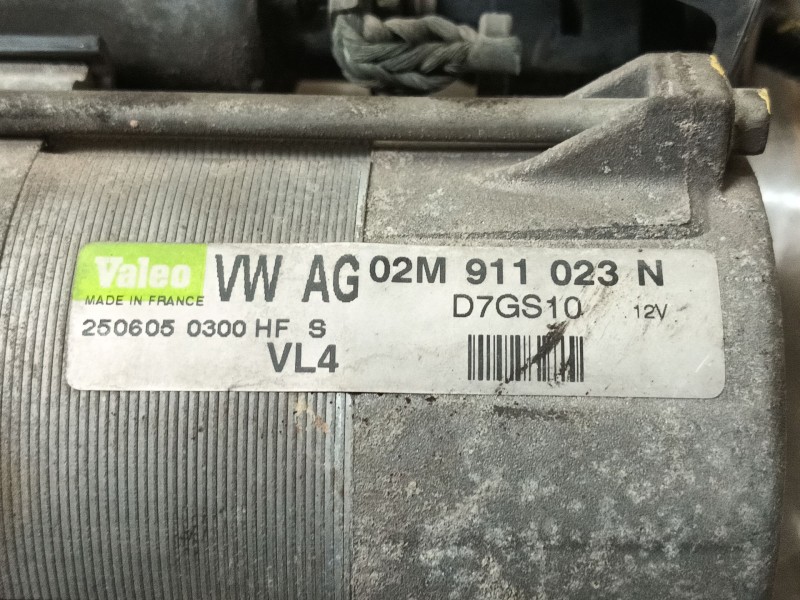 Valeo VW AG 02M 911 023 N
MADE IN FRANCE D7GS10 12V
250605 0300 HF S
VL4